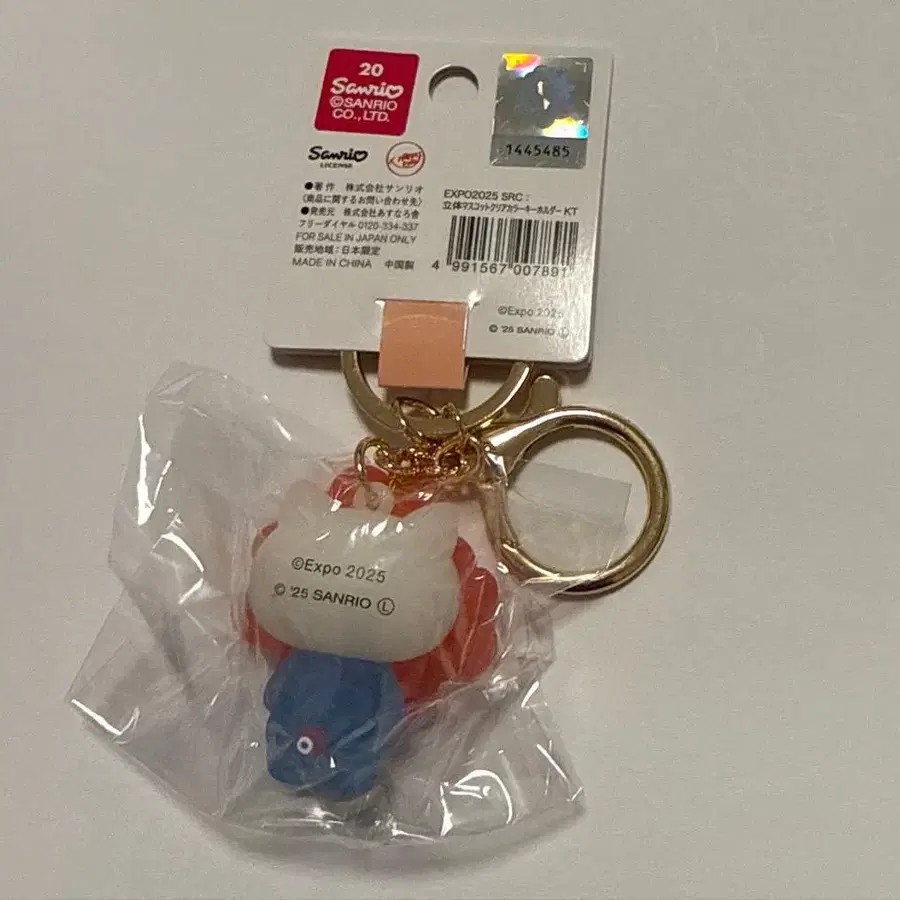 20
Sanrio
©SANRIO
CO.,LTD.
Sanrio
LICENSE
●著作 株式会社サンリオ
(商品に関するお問い合わせ先)
●発売元 株式会社あすなろ舎
フリーダイヤル 0120-334-337
FOR SALE IN JAPAN ONLY
販売地域:日本限定
MADE IN CHINA 中国製
1445485
EXPO2025 SRC:
立体マスコットクリアカラーキーホルダー KT
4 991567 007891
©Expo 2025
© '25 SANRIO Ⓛ
©Expo 2025
© '25 SANRIO Ⓛ